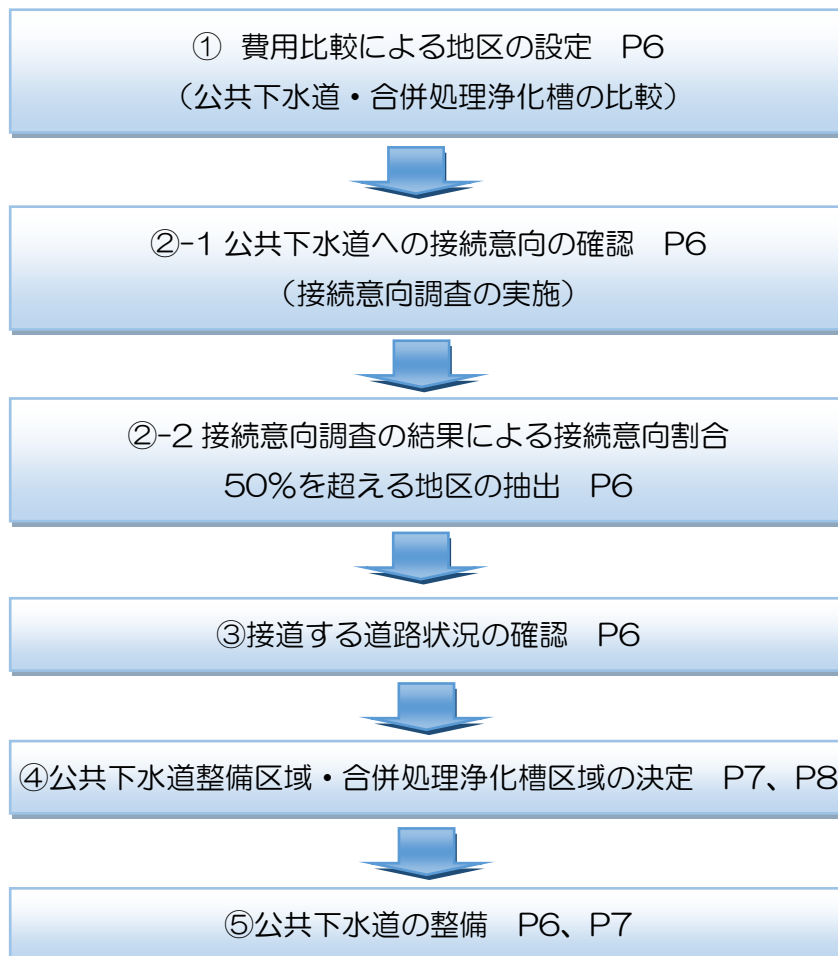 ① 費用比較による地区の設定 P6
（公共下水道・合併処理浄化槽の比較）
②-1 公共下水道への接続意向の確認 P6
（接続意向調査の実施）
②-2 接続意向調査の結果による接続意向割合
50%を超える地区の抽出 P6
③接道する道路状況の確認 P6
④公共下水道整備区域・合併処理浄化槽区域の決定 P7、P8
⑤公共下水道の整備 P6、P7